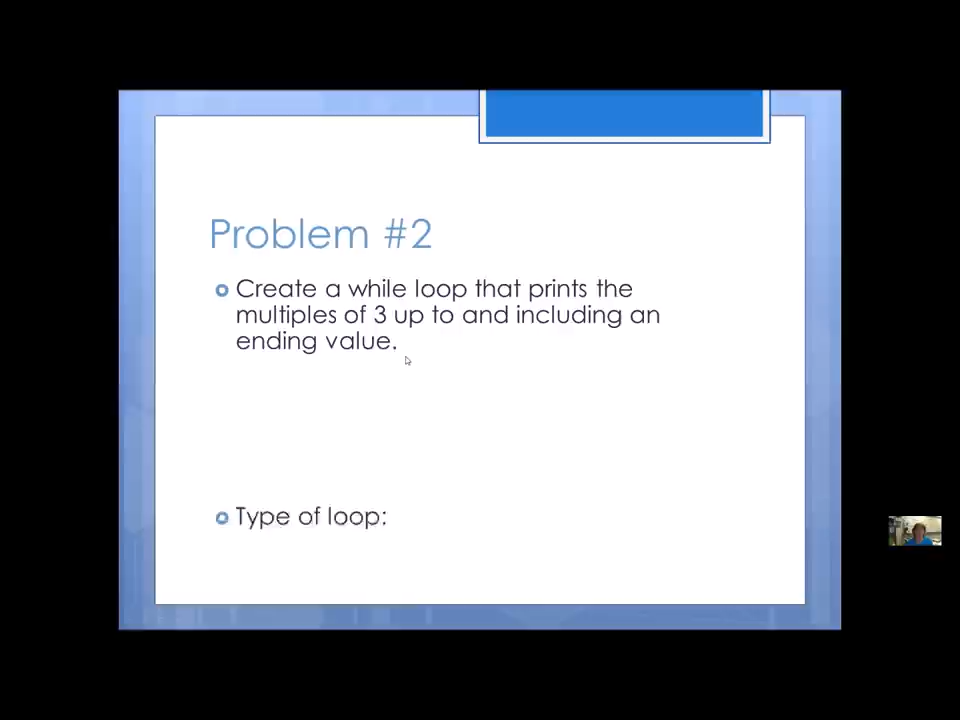 Problem #2
Create a while loop that prints the
multiples of 3 up to and including an
ending value.
Type of loop: